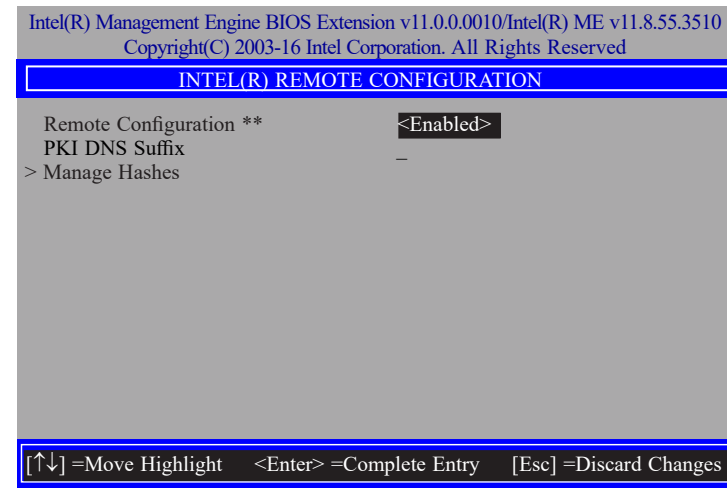 Intel(R) Management Engine BIOS Extension v11.0.0.0010/Intel(R) ME v11.8.55.3510
Copyright(C) 2003-16 Intel Corporation. All Rights Reserved
INTEL(R) REMOTE CONFIGURATION
Remote Configuration ** <Enabled>
PKI DNS Suffix _
> Manage Hashes
[↑↓] =Move Highlight <Enter> =Complete Entry [Esc] =Discard Changes